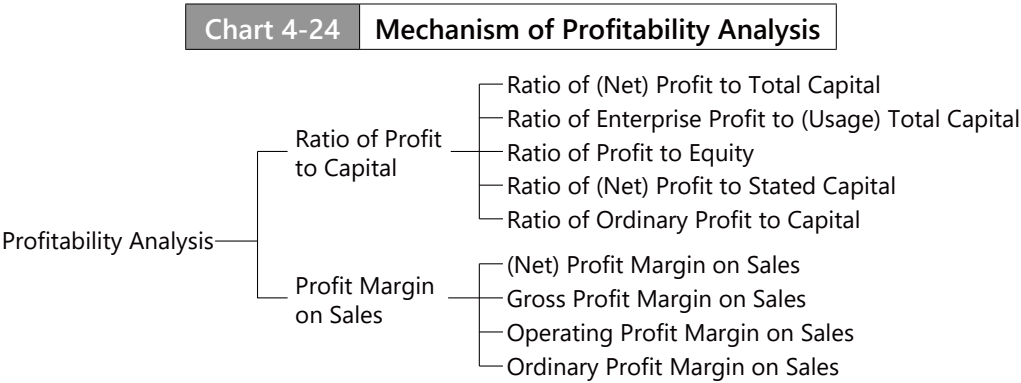 Chart 4-24 Mechanism of Profitability Analysis
Profitability Analysis
Ratio of Profit
to Capital
Ratio of (Net) Profit to Total Capital
Ratio of Enterprise Profit to (Usage) Total Capital
Ratio of Profit to Equity
Ratio of (Net) Profit to Stated Capital
Ratio of Ordinary Profit to Capital
Profit Margin
on Sales
(Net) Profit Margin on Sales
Gross Profit Margin on Sales
Operating Profit Margin on Sales
Ordinary Profit Margin on Sales